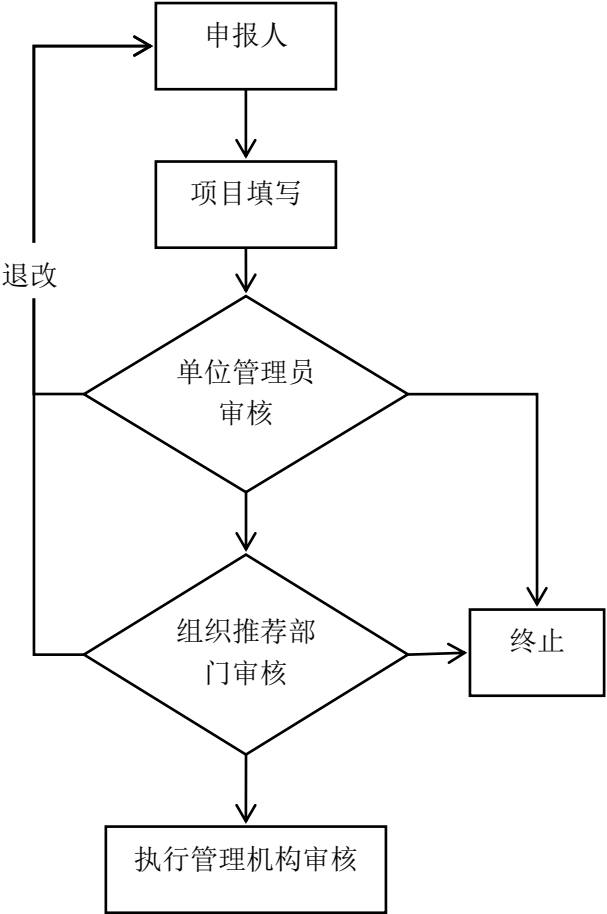 申报人
项目填写
退改
单位管理员
审核
组织推荐部
门审核
终止
执行管理机构审核